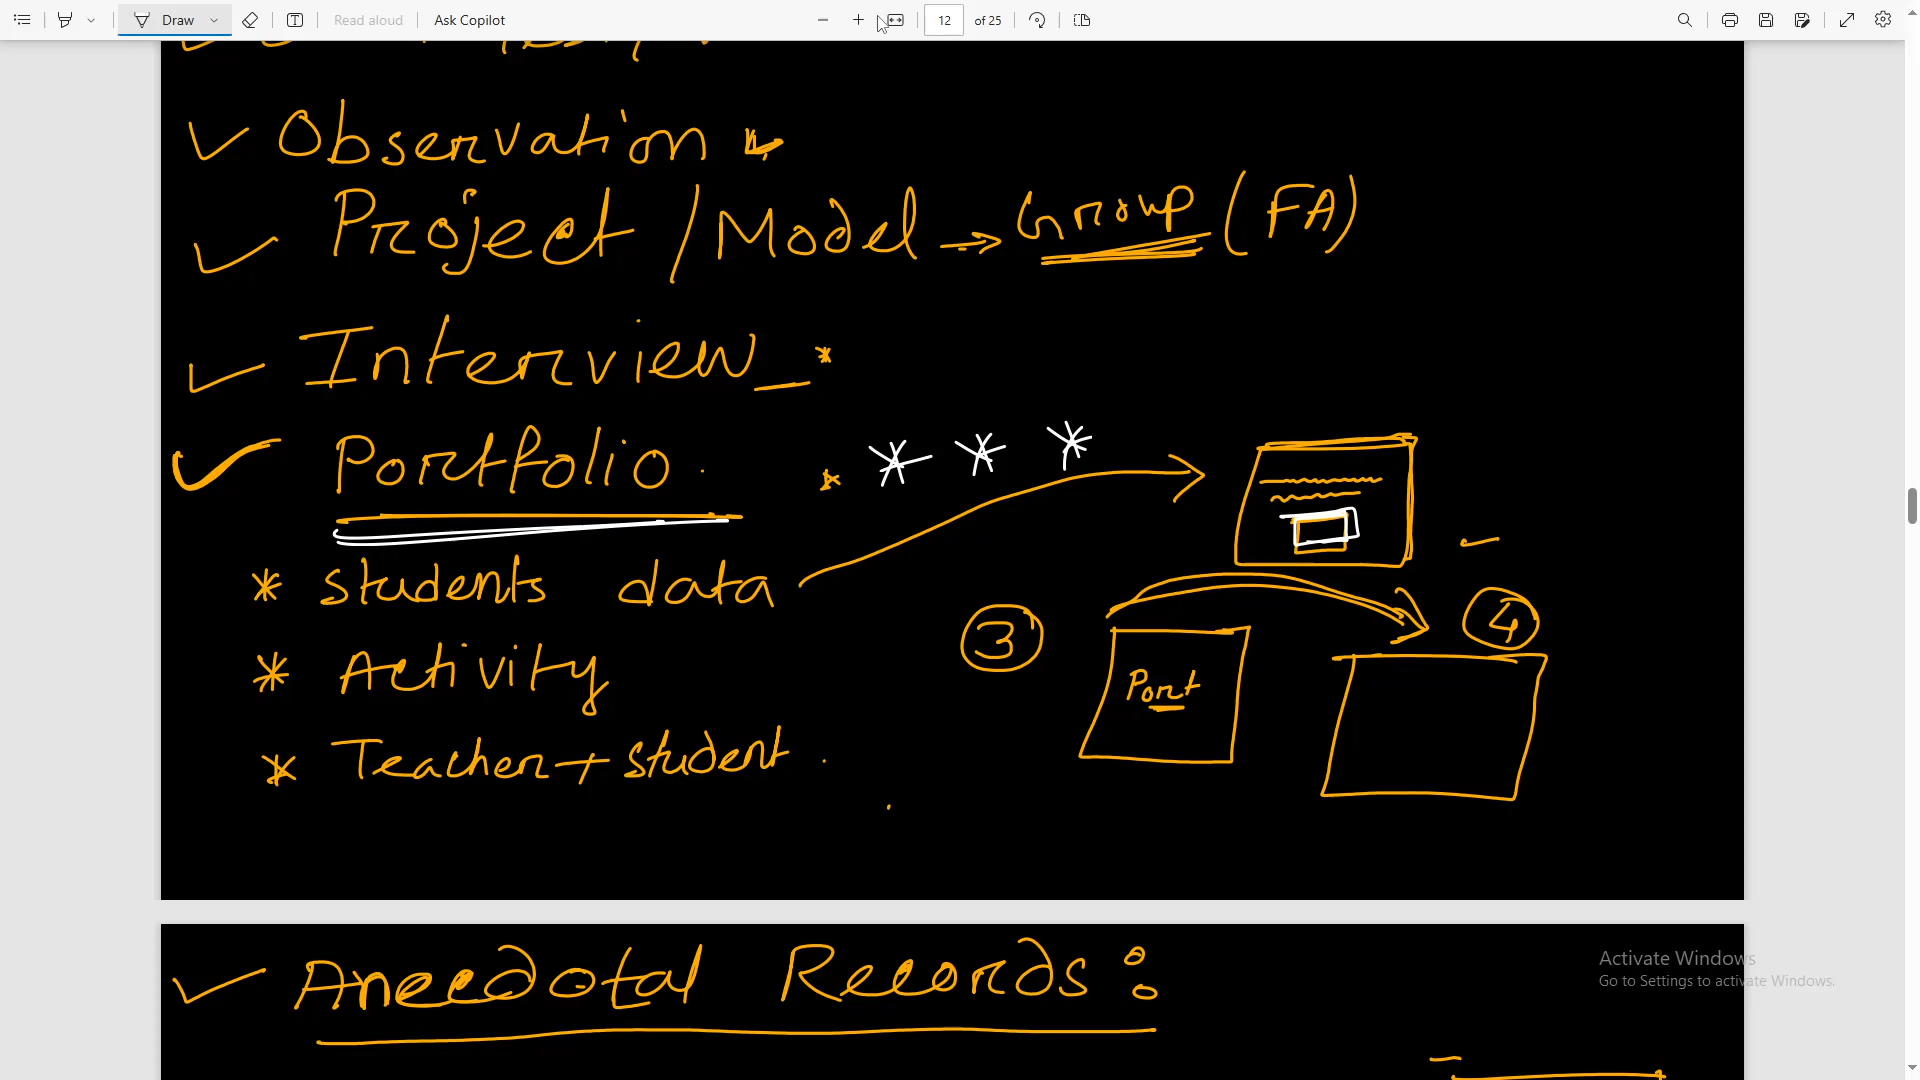 Draw Read aloud Ask Copilot 12 of 25
Observation
Project / Model → Group (FA)
Interview
Portfolio
* students data
3 4
* Activity
Port
* Teacher + student
Activate Windows
Go to Settings to activate Windows.
Anecdotal Records :